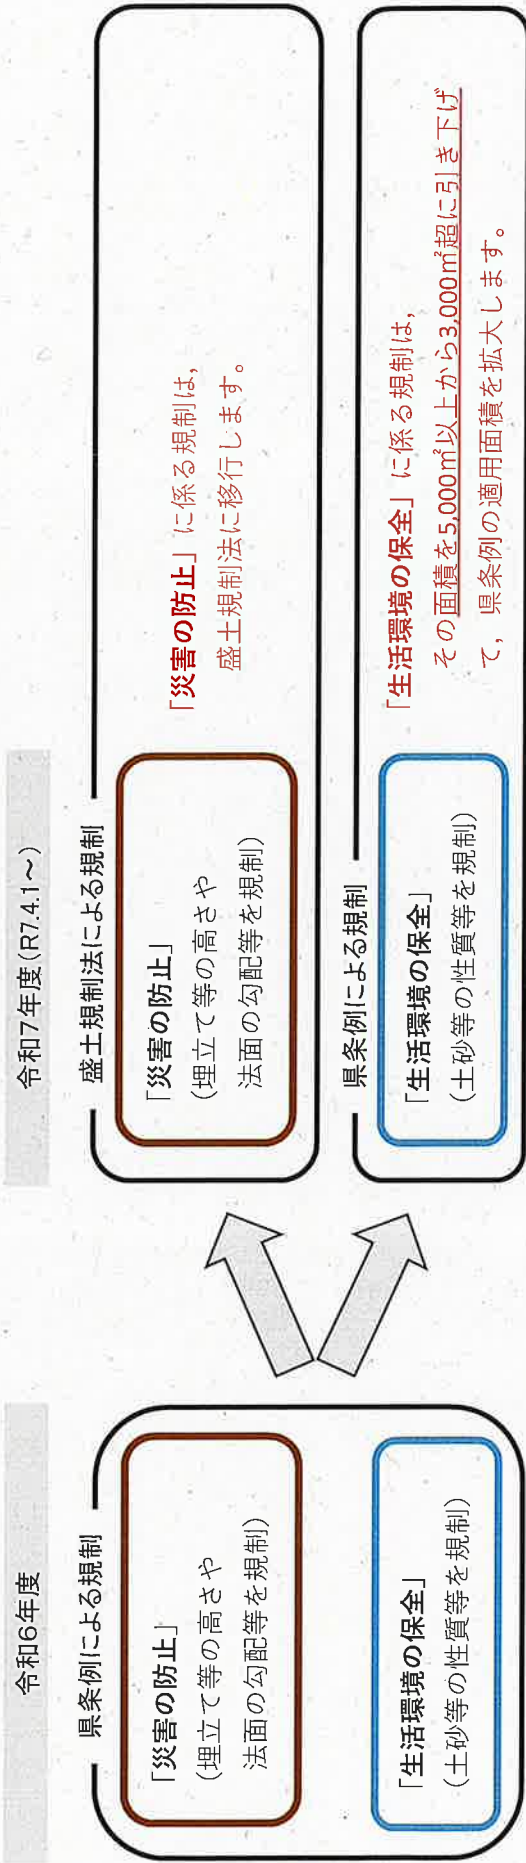 令和6年度
県条例による規制
「災害の防止」
(埋立て等の高さや
法面の勾配等を規制)
「生活環境の保全」
(土砂等の性質等を規制)
令和7年度(R7.4.1～)
盛土規制法による規制
「災害の防止」
(埋立て等の高さや
法面の勾配等を規制)
「災害の防止」に係る規制は,
盛土規制法に移行します。
県条例による規制
「生活環境の保全」
(土砂等の性質等を規制)
「生活環境の保全」に係る規制は,
その面積を5,000㎡以上から3,000㎡超に引き下げ
て,県条例の適用面積を拡大します。